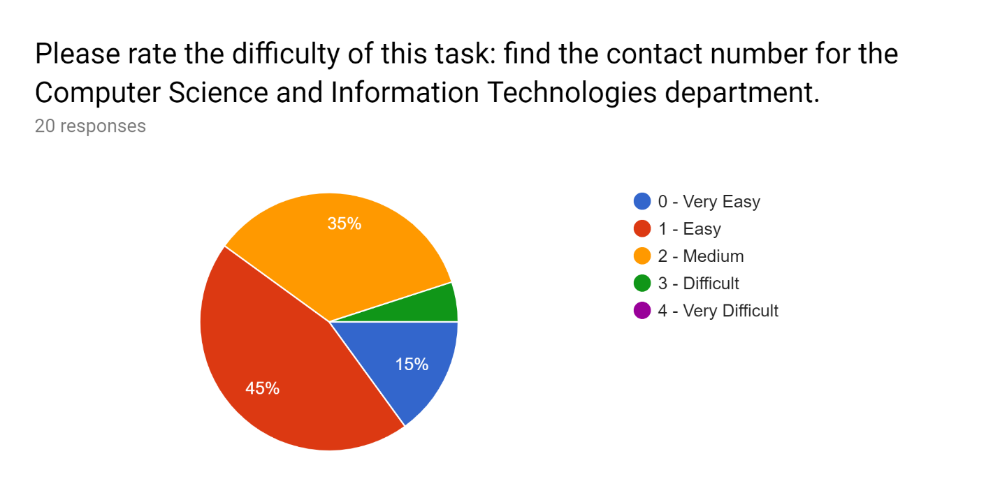 Please rate the difficulty of this task: find the contact number for the
Computer Science and Information Technologies department.
20 responses
35%
15%
45%
0 - Very Easy
1 - Easy
2 - Medium
3 - Difficult
4 - Very Difficult